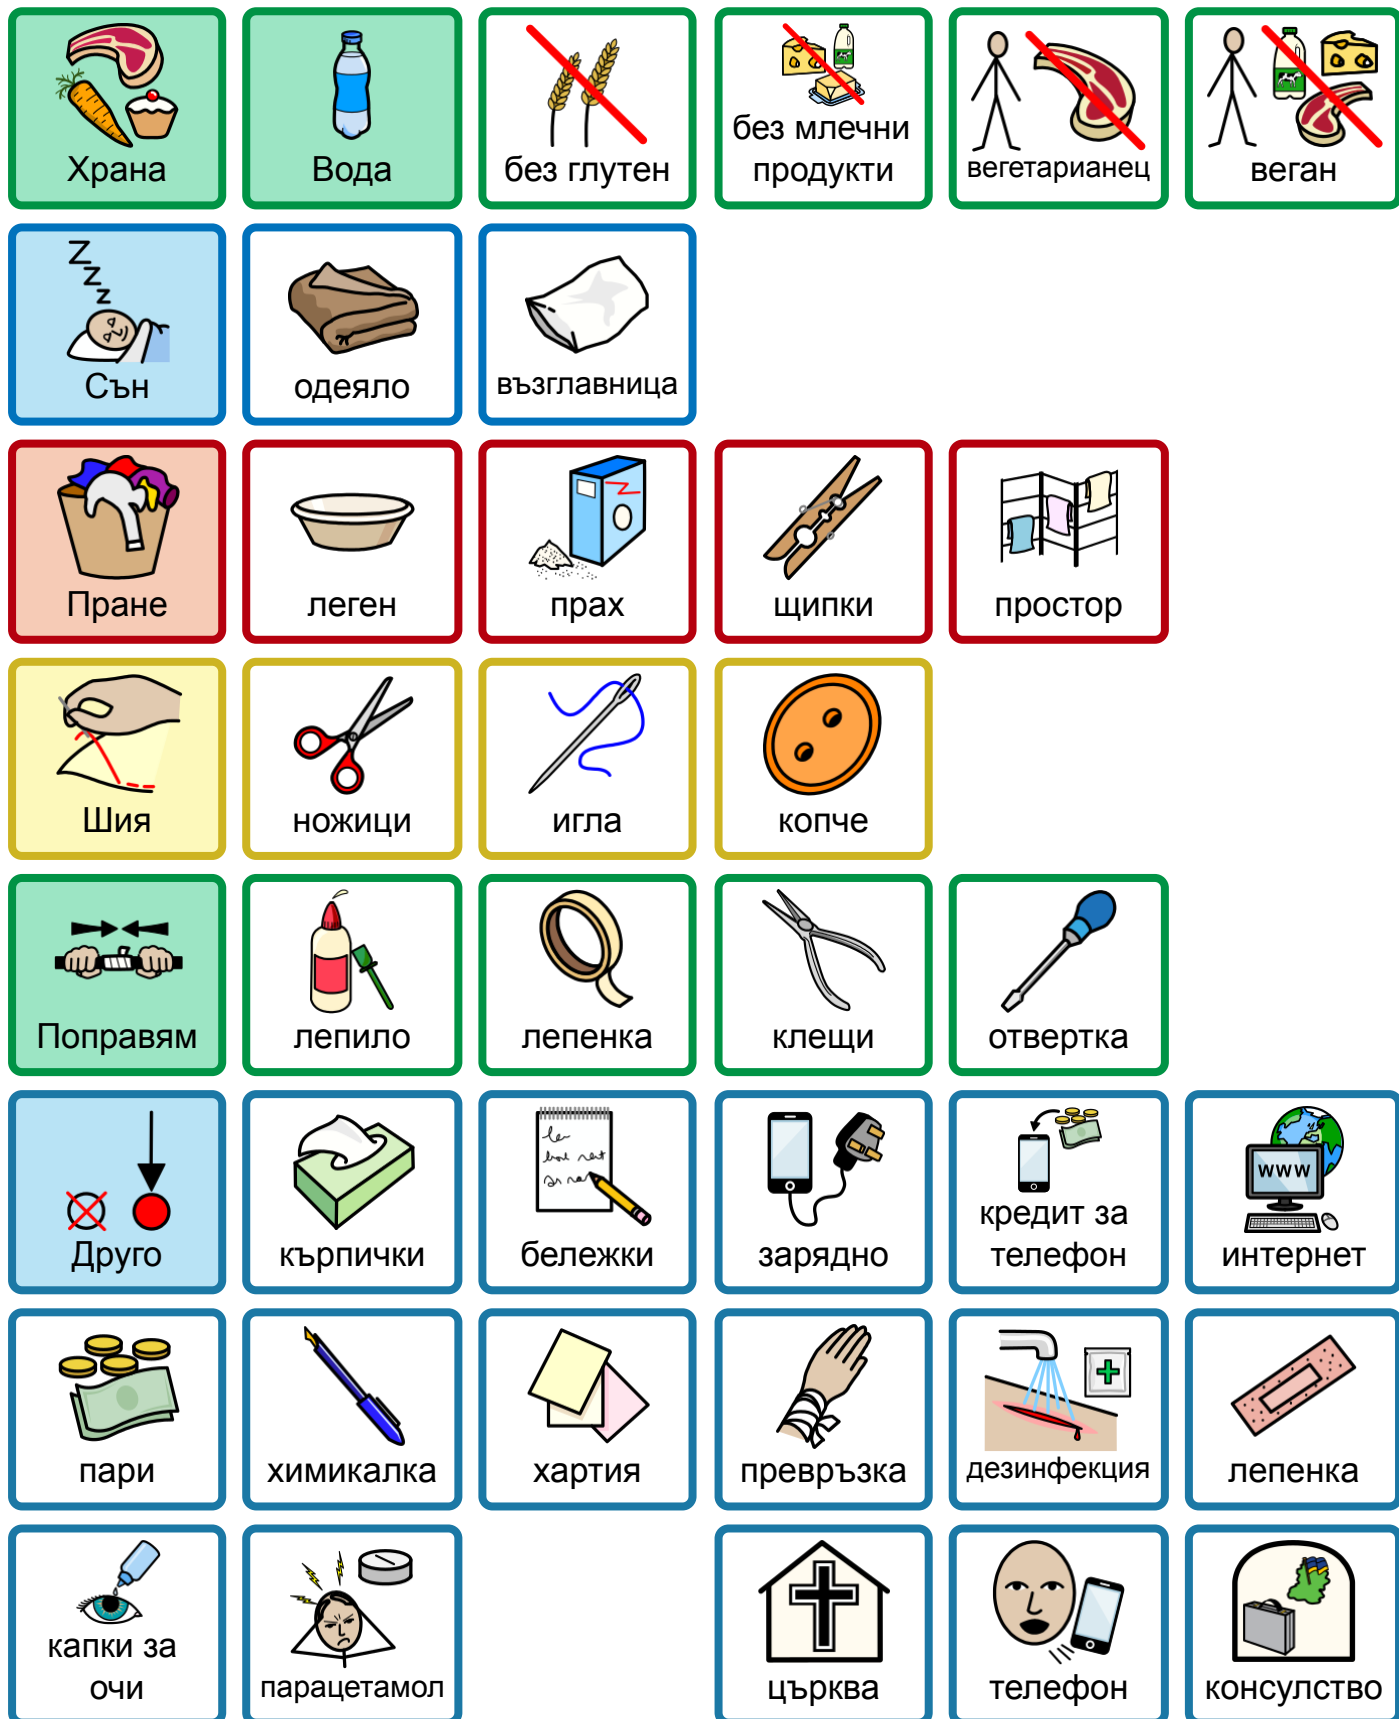 Храна
Вода
без глутен
без млечни
продукти
вегетарианец
веган
Сън
одеяло
възглавница
Пране
леген
прах
щипки
простор
Шия
ножици
игла
копче
Поправям
лепило
лепенка
клещи
отвертка
Друго
кърпички
бележки
зарядно
кредит за
телефон
www
интернет
пари
химикалка
хартия
превръзка
дезинфекция
лепенка
капки за
очи
парацетамол
църква
телефон
консулство